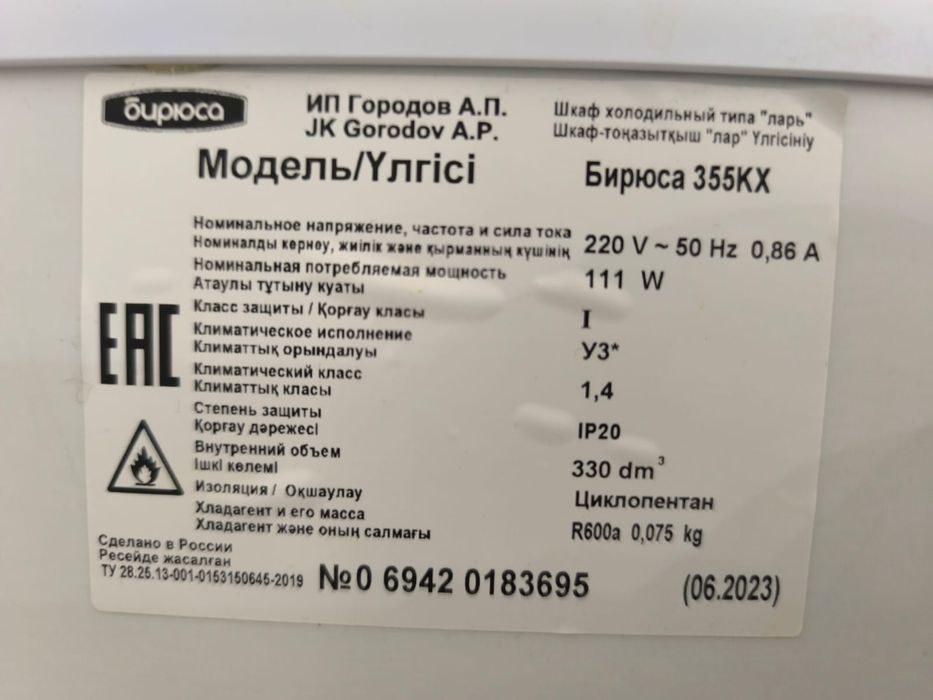 бирюса
ИП Городов А.П.
JK Gorodov A.P.
Шкаф холодильный типа "ларь"
Шкаф-тоңазытқыш "лар" Үлгісініу
Модель/Үлгісі
Бирюса 355KX
Номинальное напряжение, частота и сила тока
Номиналды кернеу, жиілік және қырманның күшінің
220 V ~ 50 Hz 0,86 A
Номинальная потребляемая мощность
Атаулы тұтыну куаты
111 W
Класс защиты / Қорғау класы
I
Климатическое исполнение
Климаттық орындалуы
У3*
Климатический класс
Климаттық класы
1,4
Степень защиты
Қорғау дәрежесі
IP20
Внутренний объем
Ішкі көлемі
330 dm³
Изоляция / Оқшаулау
Циклопентан
Хладагент и его масса
Хладагент және оның салмағы
R600a 0,075 kg
EAC
Сделано в России
Ресейде жасалған
ТУ 28.25.13-001-0153150645-2019
№0 6942 0183695
(06.2023)